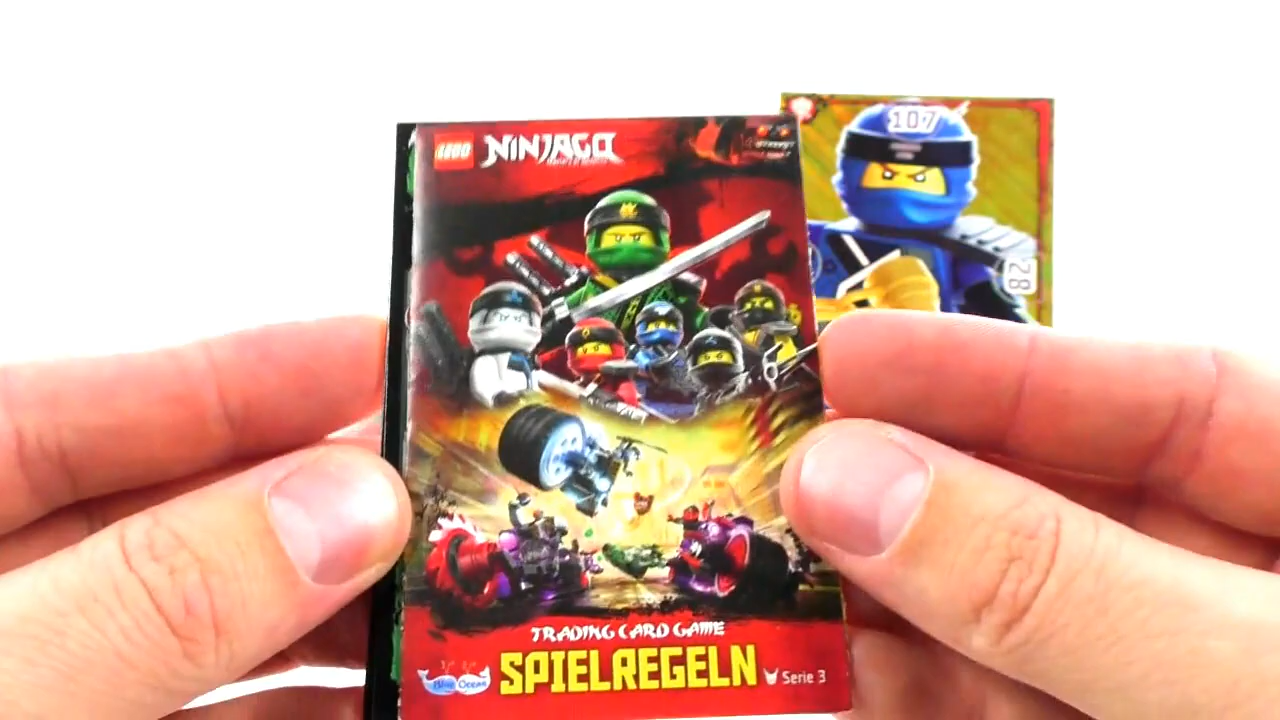 LEGO NINJAGO
107
28
TRADING CARD GAME
SPIELREGELN
Blue Ocean
Serie 3